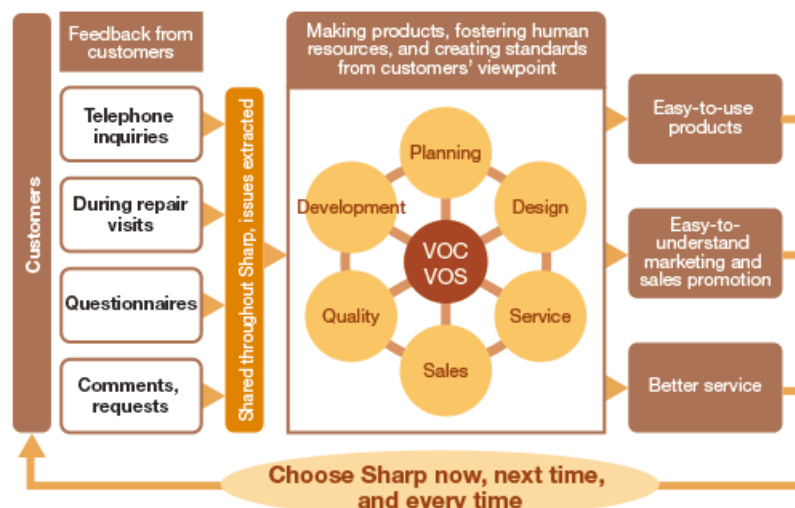 Customers
Feedback from
customers
Telephone
inquiries
During repair
visits
Questionnaires
Comments,
requests
Shared throughout Sharp, issues extracted
Making products, fostering human
resources, and creating standards
from customers' viewpoint
Planning
Development
Design
VOC
VOS
Quality
Service
Sales
Easy-to-use
products
Easy-to-
understand
marketing and
sales promotion
Better service
Choose Sharp now, next time,
and every time